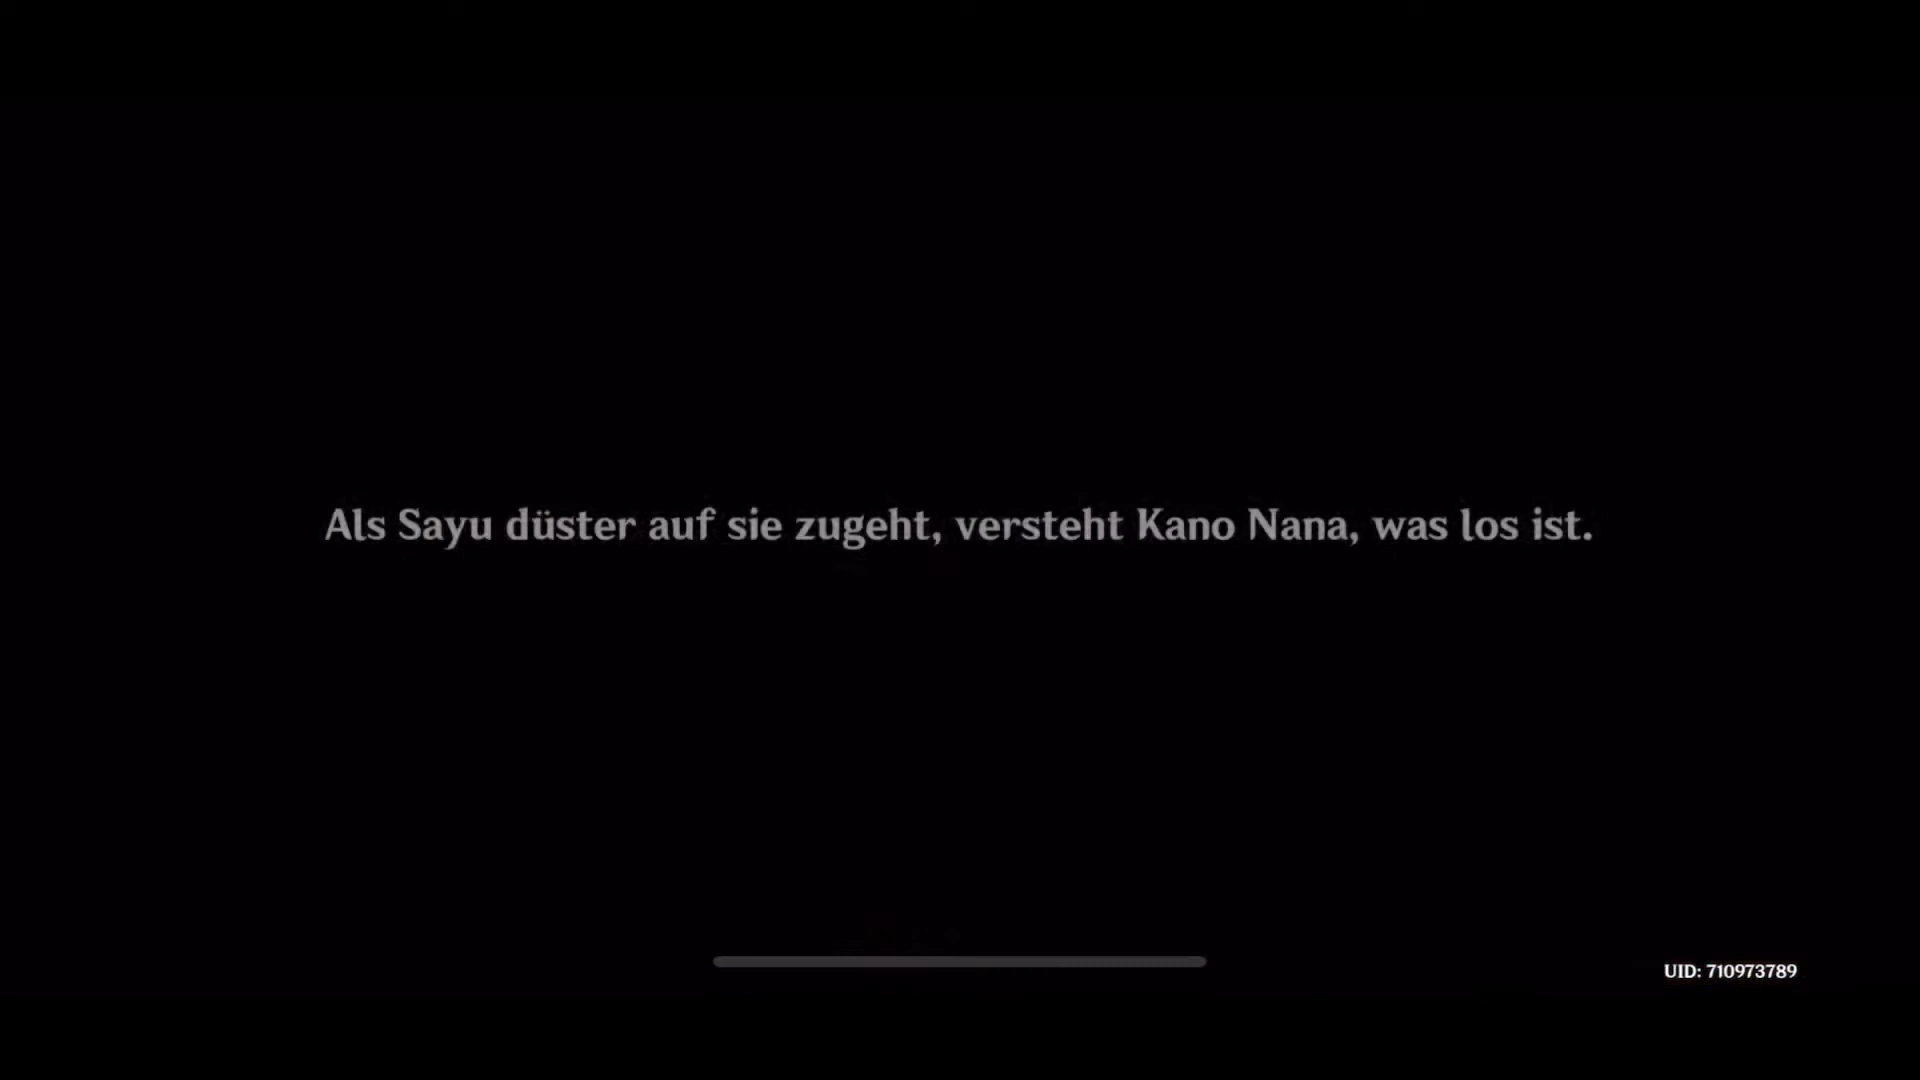 Als Sayu düster auf sie zugeht, versteht Kano Nana, was los ist.
UID: 710973789